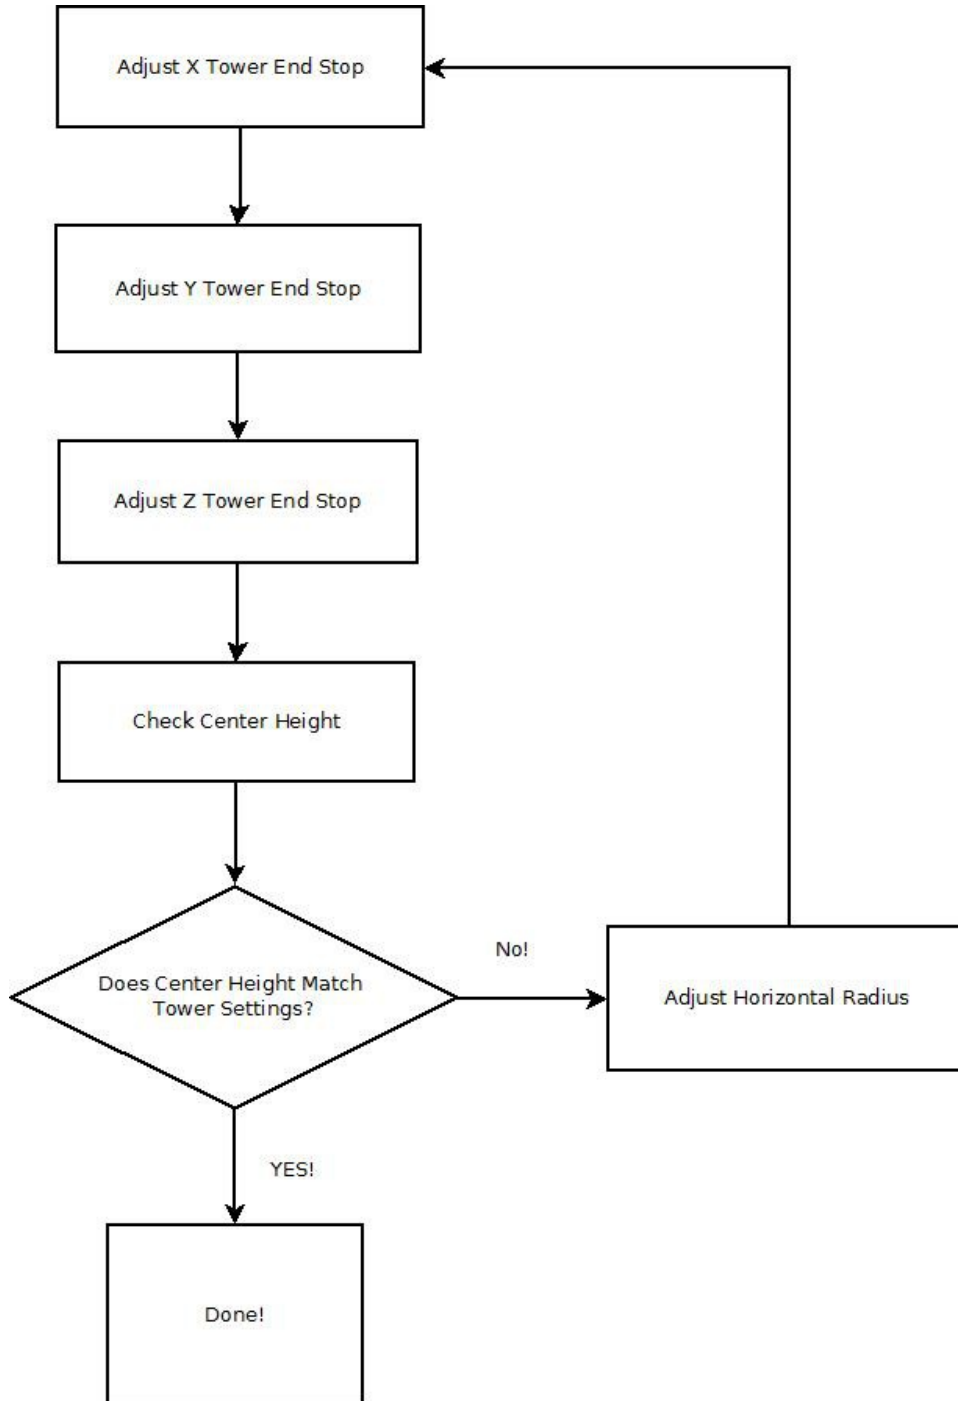 Adjust X Tower End Stop
Adjust Y Tower End Stop
Adjust Z Tower End Stop
Check Center Height
Does Center Height Match
Tower Settings?
No!
Adjust Horizontal Radius
YES!
Done!